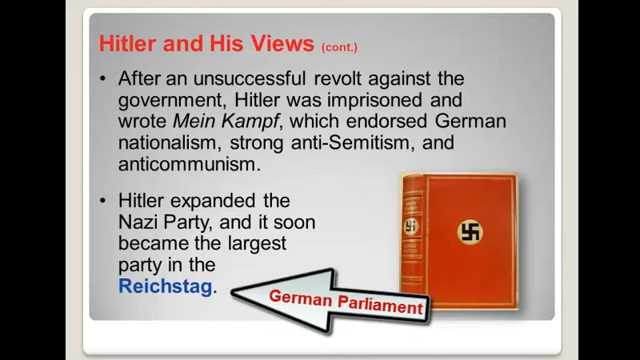 Hitler and His Views (cont.)
• After an unsuccessful revolt against the
government, Hitler was imprisoned and
wrote Mein Kampf, which endorsed German
nationalism, strong anti-Semitism, and
anticommunism.
• Hitler expanded the
Nazi Party, and it soon
became the largest
party in the
Reichstag.
German Parliament